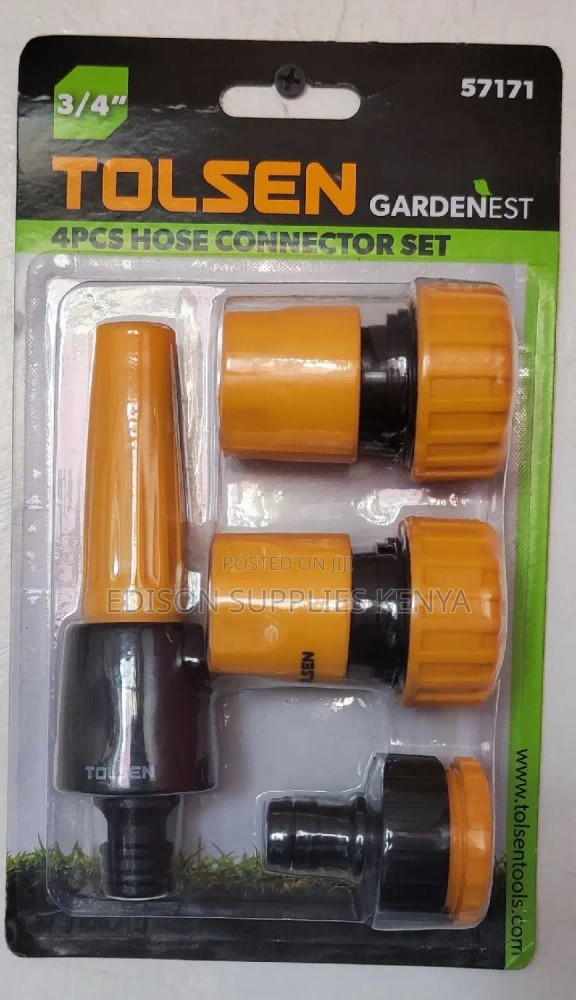 3/4"
57171
TOLSEN
GARDENEST
4PCS HOSE CONNECTOR SET
POSTED ON JIJI
EDISON SUPPLIES KENYA
TOLSEN
TOLSEN
www.tolsentools.com